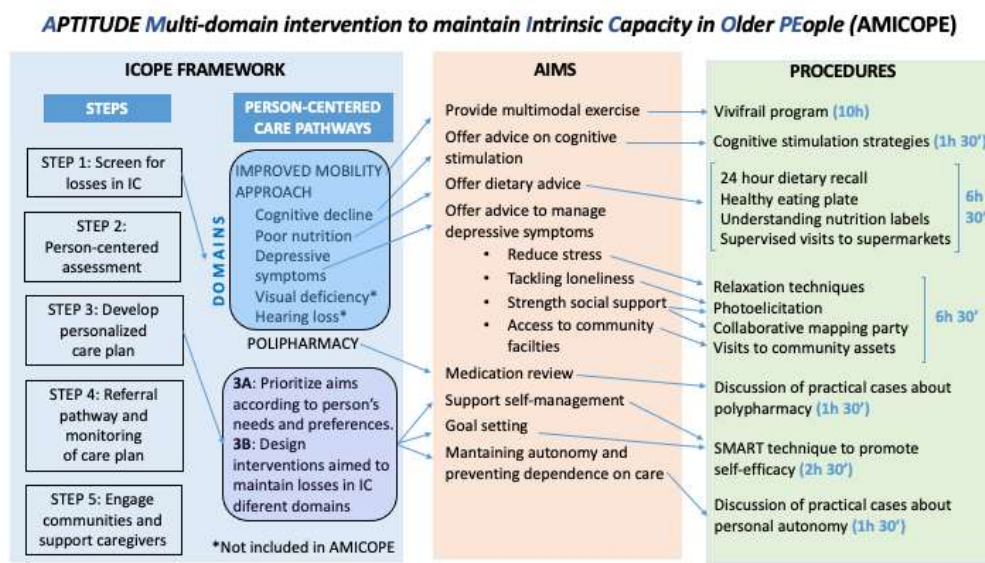 APTITUDE Multi-domain intervention to maintain Intrinsic Capacity in Older PEople (AMICOPE)
ICOPE FRAMEWORK
STEPS
STEP 1: Screen for
losses in IC
STEP 2:
Person-centered
assessment
STEP 3: Develop
personalized
care plan
STEP 4: Referral
pathway and
monitoring
of care plan
STEP 5: Engage
communities and
support caregivers
PERSON-CENTERED
CARE PATHWAYS
DOMAINS
IMPROVED MOBILITY
APPROACH
Cognitive decline
Poor nutrition
Depressive
symptoms
Visual deficiency*
Hearing loss*
POLIPHARMACY
3A: Prioritize aims
according to person's
needs and preferences.
3B: Design
interventions aimed to
maintain losses in IC
diferent domains
*Not included in AMICOPE
AIMS
Provide multimodal exercise
Offer advice on cognitive
stimulation
Offer dietary advice
Offer advice to manage
depressive symptoms
• Reduce stress
• Tackling loneliness
• Strength social support
• Access to community
facilties
Medication review
Support self-management
Goal setting
Mantaining autonomy and
preventing dependence on care
PROCEDURES
Vivifrail program (10h)
Cognitive stimulation strategies (1h 30')
24 hour dietary recall
Healthy eating plate
Understanding nutrition labels
Supervised visits to supermarkets
6h
30'
Relaxation techniques
Photoelicitation
Collaborative mapping party
Visits to community assets
6h 30'
Discussion of practical cases about
polypharmacy (1h 30')
SMART technique to promote
self-efficacy (2h 30')
Discussion of practical cases about
personal autonomy (1h 30')